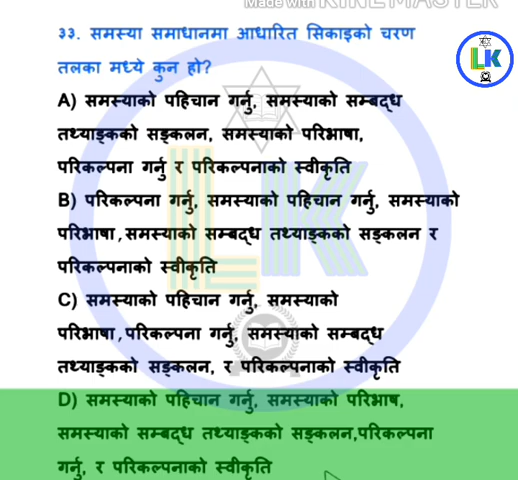 Made with KINEMASTER
३३. समस्या समाधानमा आधारित सिकाइको चरण
तलका मध्ये कुन हो?
LK
A) समस्याको पहिचान गर्नु, समस्याको सम्बद्ध
तथ्याङ्कको सङ्कलन, समस्याको परिभाषा,
परिकल्पना गर्नु र परिकल्पनाको स्वीकृति
B) परिकल्पना गर्नु, समस्याको पहिचान गर्नु, समस्याको
परिभाषा,समस्याको सम्बद्ध तथ्याङ्कको सङ्कलन र
परिकल्पनाको स्वीकृति
C) समस्याको पहिचान गर्नु, समस्याको
परिभाषा,परिकल्पना गर्नु, समस्याको सम्बद्ध
तथ्याङ्कको सङ्कलन, र परिकल्पनाको स्वीकृति
D) समस्याको पहिचान गर्नु, समस्याको परिभाष,
समस्याको सम्बद्ध तथ्याङ्कको सङ्कलन,परिकल्पना
गर्नु, र परिकल्पनाको स्वीकृति
LK